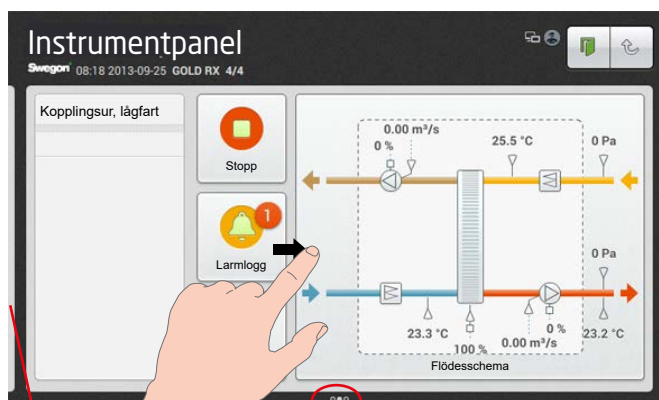 Instrumentpanel
Swegon 08:18 2013-09-25 GOLD RX 4/4
Kopplingsur, lågfart
Stopp
1
Larmlogg
0.00 m³/s
0 %
25.5 °C
0 Pa
0 Pa
23.3 °C
100 %
0.00 m³/s
0 %
23.2 °C
Flödesschema